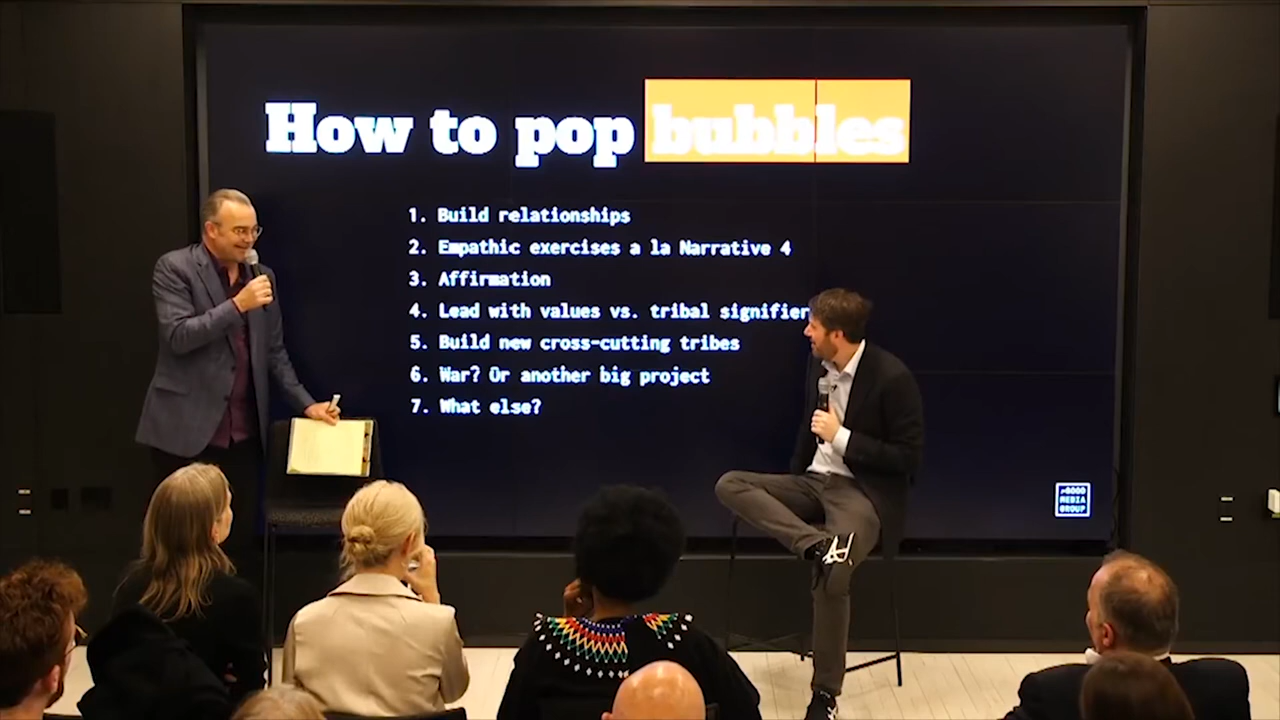 How to pop bubbles
1. Build relationships
2. Empathic exercises a la Narrative 4
3. Affirmation
4. Lead with values vs. tribal signifier
5. Build new cross-cutting tribes
6. War? Or another big project
7. What else?
GOOD
MEDIA
GROUP